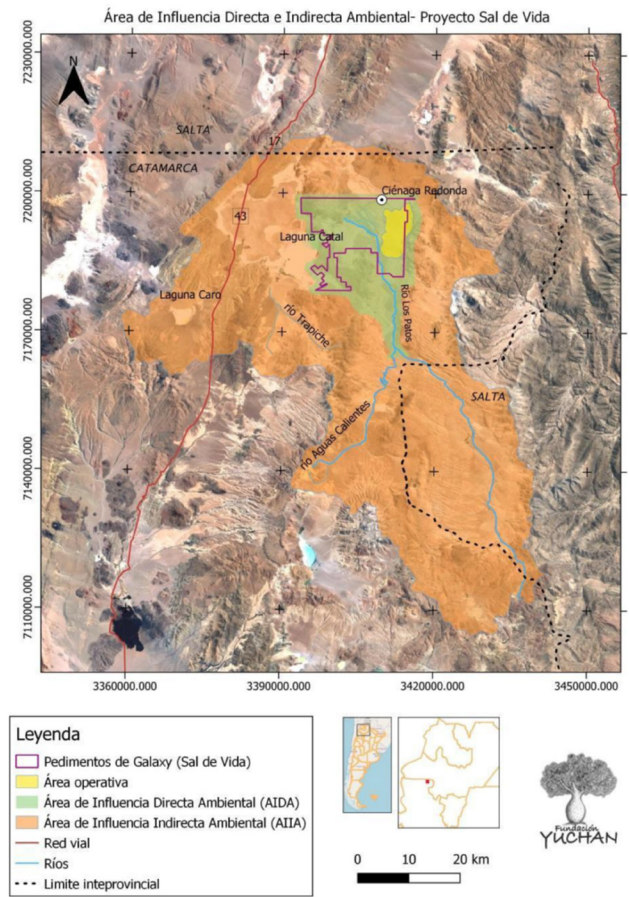 Área de Influencia Directa e Indirecta Ambiental- Proyecto Sal de Vida
7230000.000
7200000.000
7170000.000
7140000.000
7110000.000
N
SALTA
17
CATAMARCA
Ciénaga Redonda
43
Laguna Catal
Laguna Caro
río Trapiche
Río Los Patos
SALTA
rio Aguas Calientes
3360000.000
3390000.000
3420000.000
3450000.000
Leyenda
Pedimentos de Galaxy (Sal de Vida)
Área operativa
Área de Influencia Directa Ambiental (AIDA)
Área de Influencia Indirecta Ambiental (AIIA)
Red vial
Ríos
Limite inteprovincial
0 10 20 km
Fundación
YUCHAN